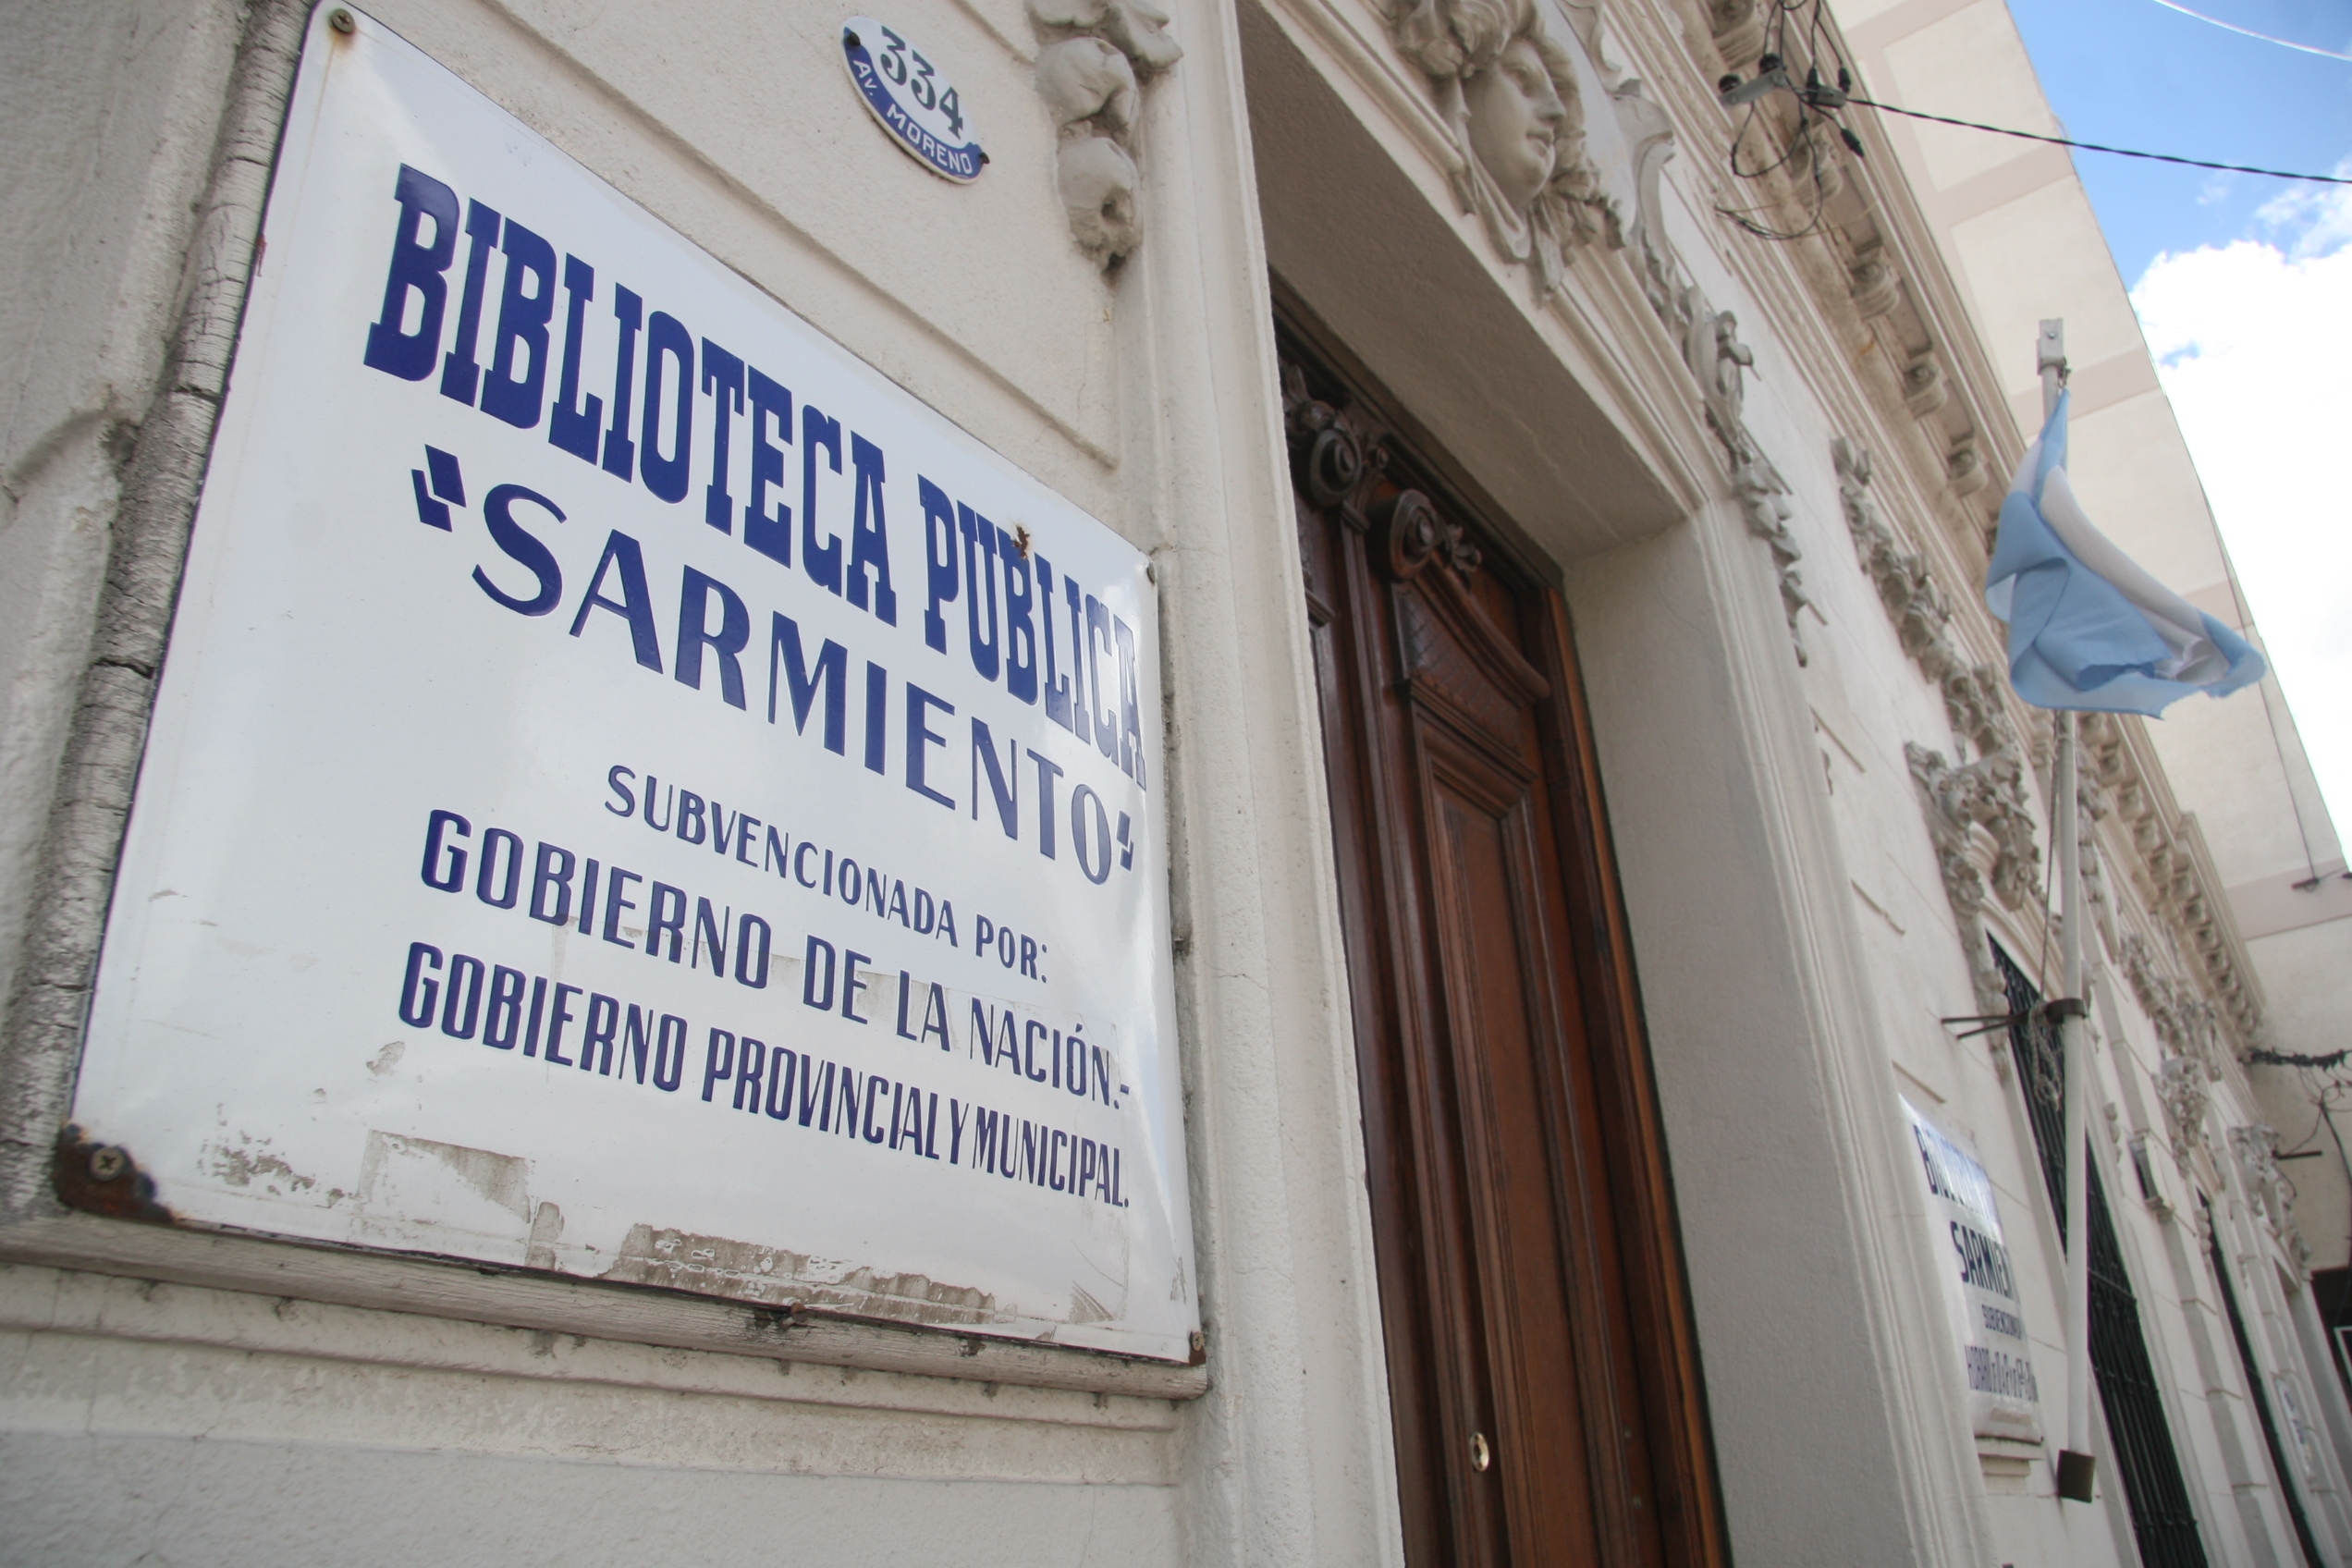 334
AV. MORENO
BIBLIOTECA PUBLICA
"SARMIENTO"
SUBVENCIONADA POR:
GOBIERNO DE LA NACIÓN.-
GOBIERNO PROVINCIAL Y MUNICIPAL.